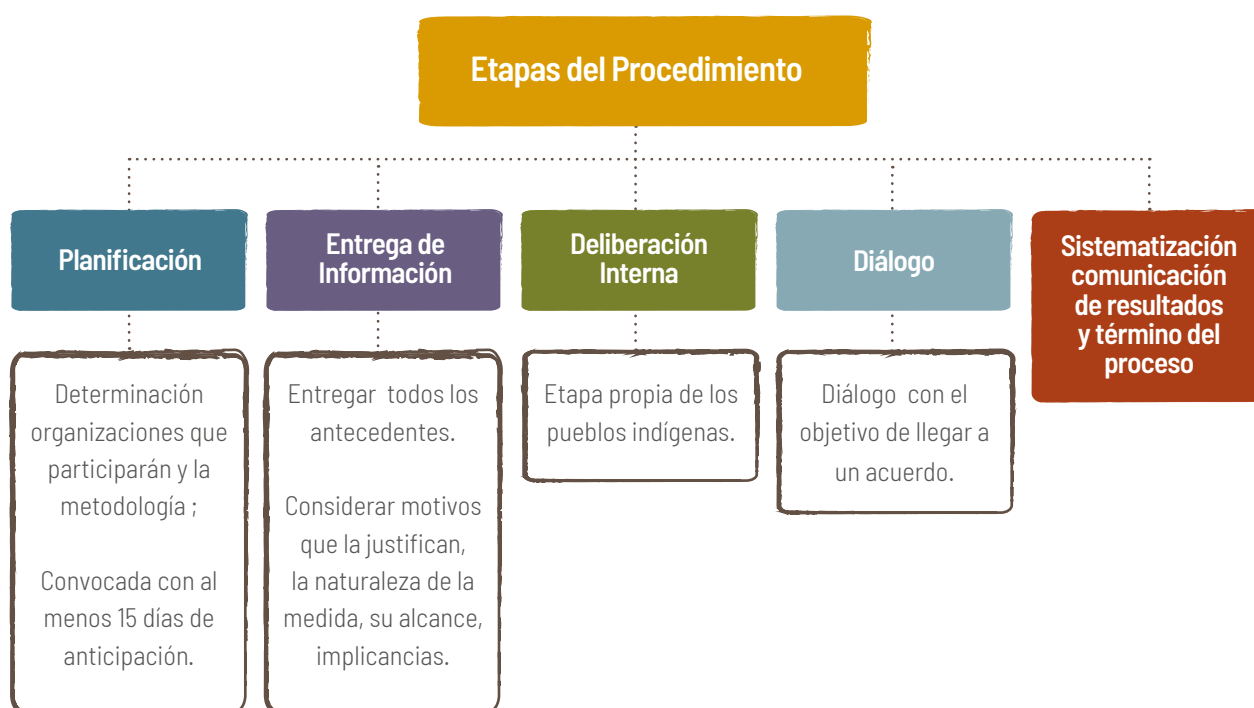 Etapas del Procedimiento
Planificación
Determinación
organizaciones que
participarán y la
metodología ;
Convocada con al
menos 15 días de
anticipación.
Entrega de
Información
Entregar todos los
antecedentes.
Considerar motivos
que la justifican,
la naturaleza de la
medida, su alcance,
implicancias.
Deliberación
Interna
Etapa propia de los
pueblos indígenas.
Diálogo
Diálogo con el
objetivo de llegar a
un acuerdo.
Sistematización
comunicación
de resultados
y término del
proceso